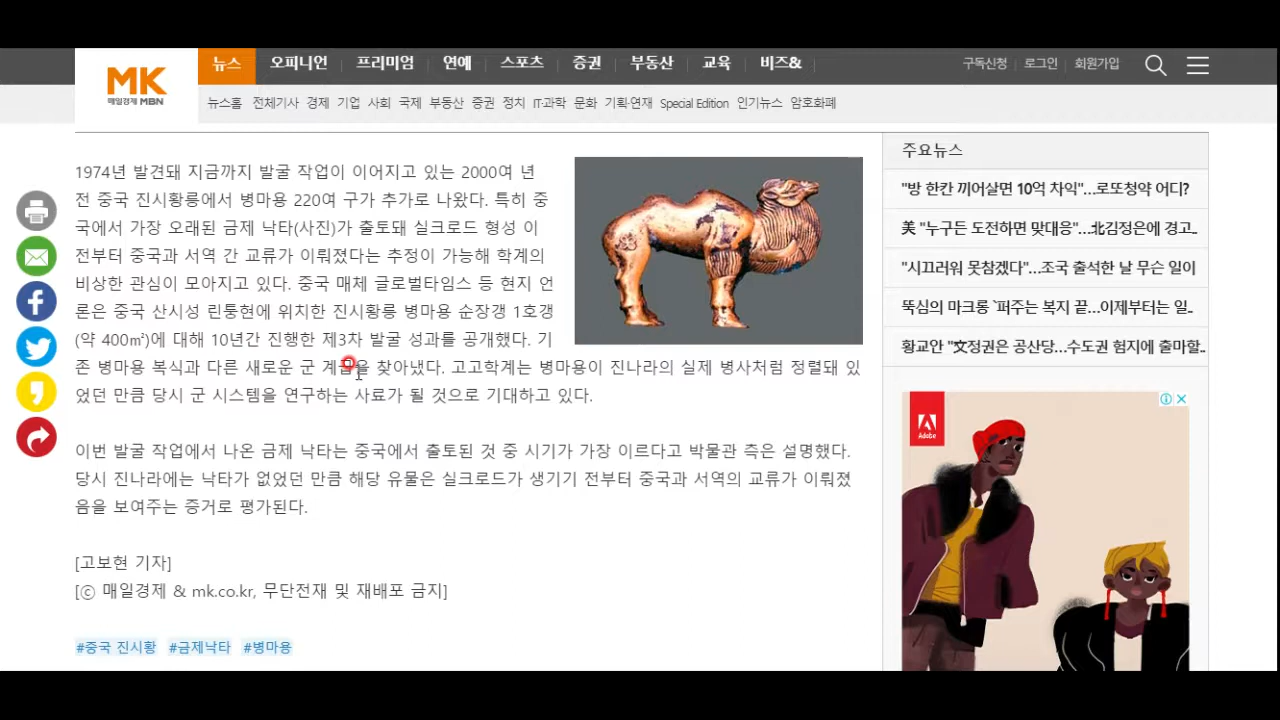 MK
매일경제 MBN
뉴스 오피니언 프리미엄 연예 스포츠 증권 부동산 교육 비즈&
구독신청 로그인 회원가입
뉴스홈 전체기사 경제 기업 사회 국제 부동산 증권 정치 IT·과학 문화 기획·연재 Special Edition 인기뉴스 암호화폐
1974년 발견돼 지금까지 발굴 작업이 이어지고 있는 2000여 년
전 중국 진시황릉에서 병마용 220여 구가 추가로 나왔다. 특히 중
국에서 가장 오래된 금제 낙타(사진)가 출토돼 실크로드 형성 이
전부터 중국과 서역 간 교류가 이뤄졌다는 추정이 가능해 학계의
비상한 관심이 모아지고 있다. 중국 매체 글로벌타임스 등 현지 언
론은 중국 산시성 린퉁현에 위치한 진시황릉 병마용 순장갱 1호갱
(약 400㎡)에 대해 10년간 진행한 제3차 발굴 성과를 공개했다. 기
존 병마용 복식과 다른 새로운 군 계급을 찾아냈다. 고고학계는 병마용이 진나라의 실제 병사처럼 정렬돼 있
었던 만큼 당시 군 시스템을 연구하는 사료가 될 것으로 기대하고 있다.
이번 발굴 작업에서 나온 금제 낙타는 중국에서 출토된 것 중 시기가 가장 이르다고 박물관 측은 설명했다.
당시 진나라에는 낙타가 없었던 만큼 해당 유물은 실크로드가 생기기 전부터 중국과 서역의 교류가 이뤄졌
음을 보여주는 증거로 평가된다.
[고보현 기자]
[ⓒ 매일경제 & mk.co.kr, 무단전재 및 재배포 금지]
#중국 진시황 #금제낙타 #병마용
주요뉴스
"방 한칸 끼어살면 10억 차익"…로또청약 어디?
美 "누구든 도전하면 맞대응"…北김정은에 경고..
"시끄러워 못참겠다"…조국 출석한 날 무슨 일이
뚝심의 마크롱 `퍼주는 복지 끝…이제부터는 일..
황교안 "文정권은 공산당…수도권 험지에 출마할..
Adobe